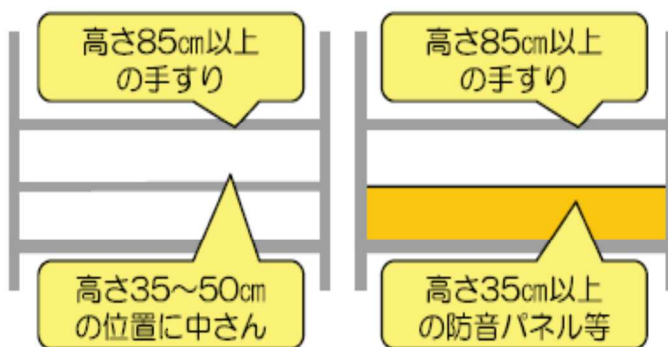 高さ85cm以上
の手すり
高さ85cm以上
の手すり
高さ35～50cm
の位置に中さん
高さ35cm以上
の防音パネル等